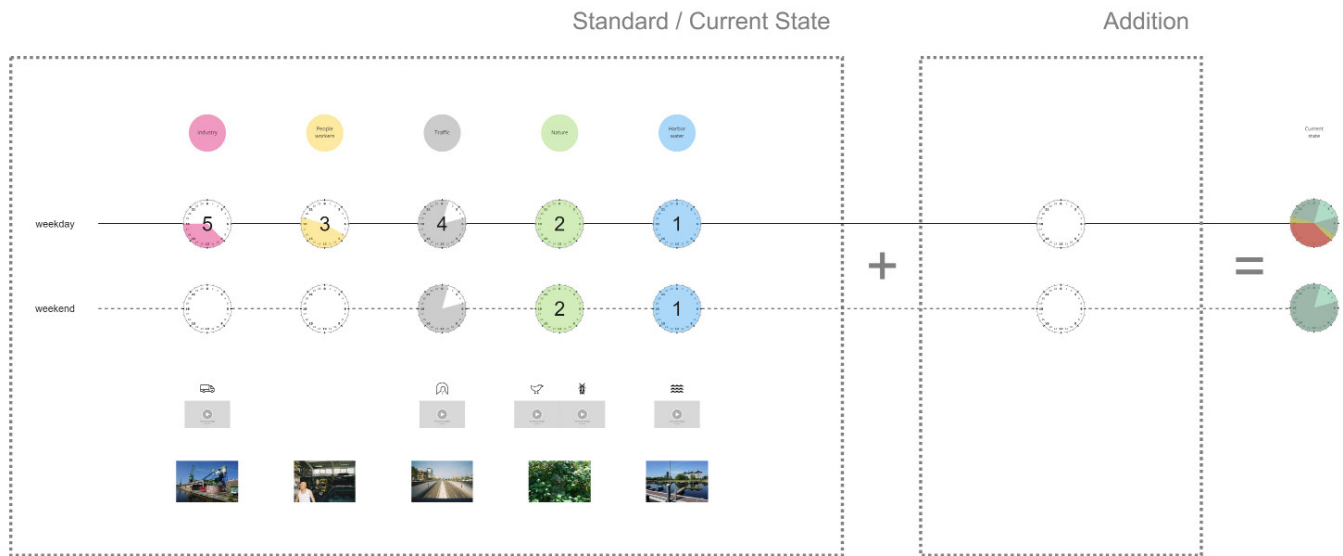 Standard / Current State
Addition
Industry
People
workers
Traffic
Nature
Harbor
water
Current
state
weekday
5
3
4
2
1
+
=
weekend
2
1